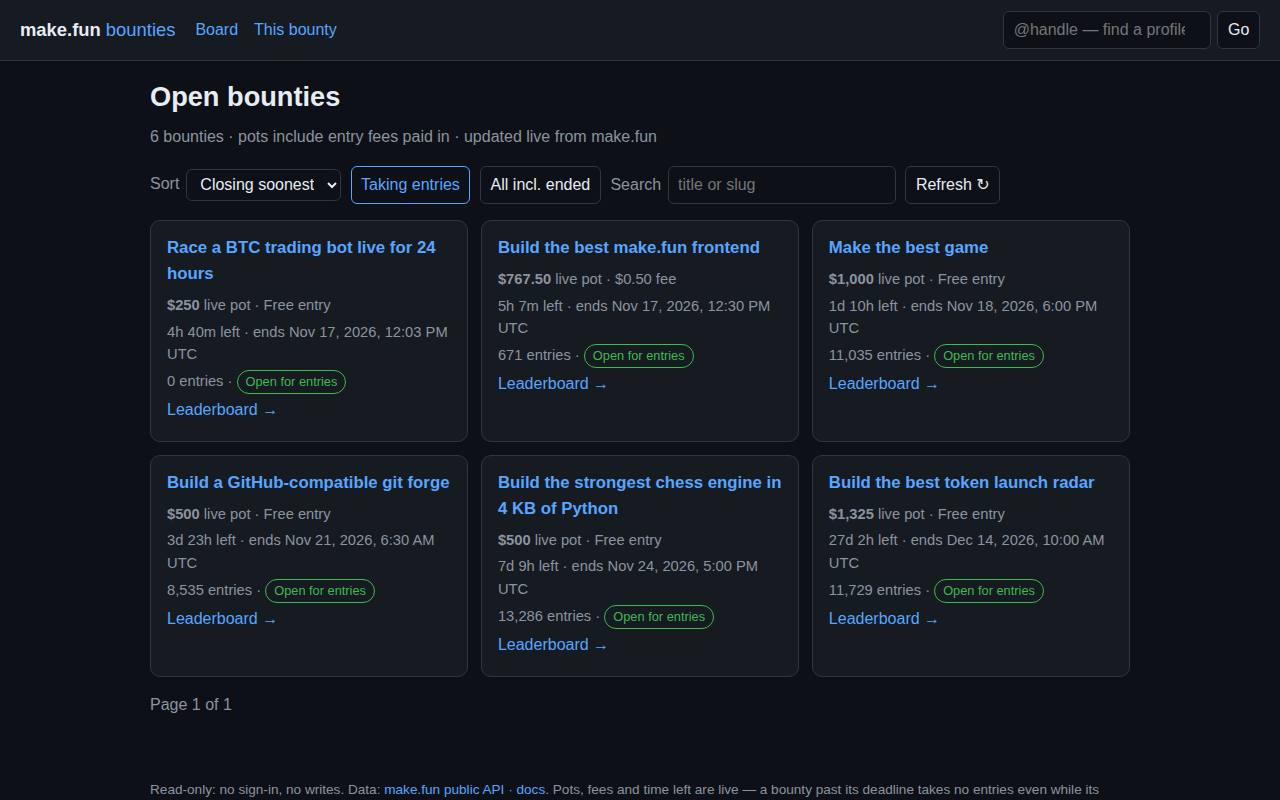 make.fun bounties Board This bounty @handle — find a profile Go
Open bounties
6 bounties · pots include entry fees paid in · updated live from make.fun
Sort Closing soonest Taking entries All incl. ended Search title or slug Refresh ↻
Race a BTC trading bot live for 24
hours
$250 live pot · Free entry
4h 40m left · ends Nov 17, 2026, 12:03 PM
UTC
0 entries · Open for entries
Leaderboard →
Build the best make.fun frontend
$767.50 live pot · $0.50 fee
5h 7m left · ends Nov 17, 2026, 12:30 PM
UTC
671 entries · Open for entries
Leaderboard →
Make the best game
$1,000 live pot · Free entry
1d 10h left · ends Nov 18, 2026, 6:00 PM
UTC
11,035 entries · Open for entries
Leaderboard →
Build a GitHub-compatible git forge
$500 live pot · Free entry
3d 23h left · ends Nov 21, 2026, 6:30 AM
UTC
8,535 entries · Open for entries
Leaderboard →
Build the strongest chess engine in
4 KB of Python
$500 live pot · Free entry
7d 9h left · ends Nov 24, 2026, 5:00 PM
UTC
13,286 entries · Open for entries
Leaderboard →
Build the best token launch radar
$1,325 live pot · Free entry
27d 2h left · ends Dec 14, 2026, 10:00 AM
UTC
11,729 entries · Open for entries
Leaderboard →
Page 1 of 1
Read-only: no sign-in, no writes. Data: make.fun public API · docs. Pots, fees and time left are live — a bounty past its deadline takes no entries even while its